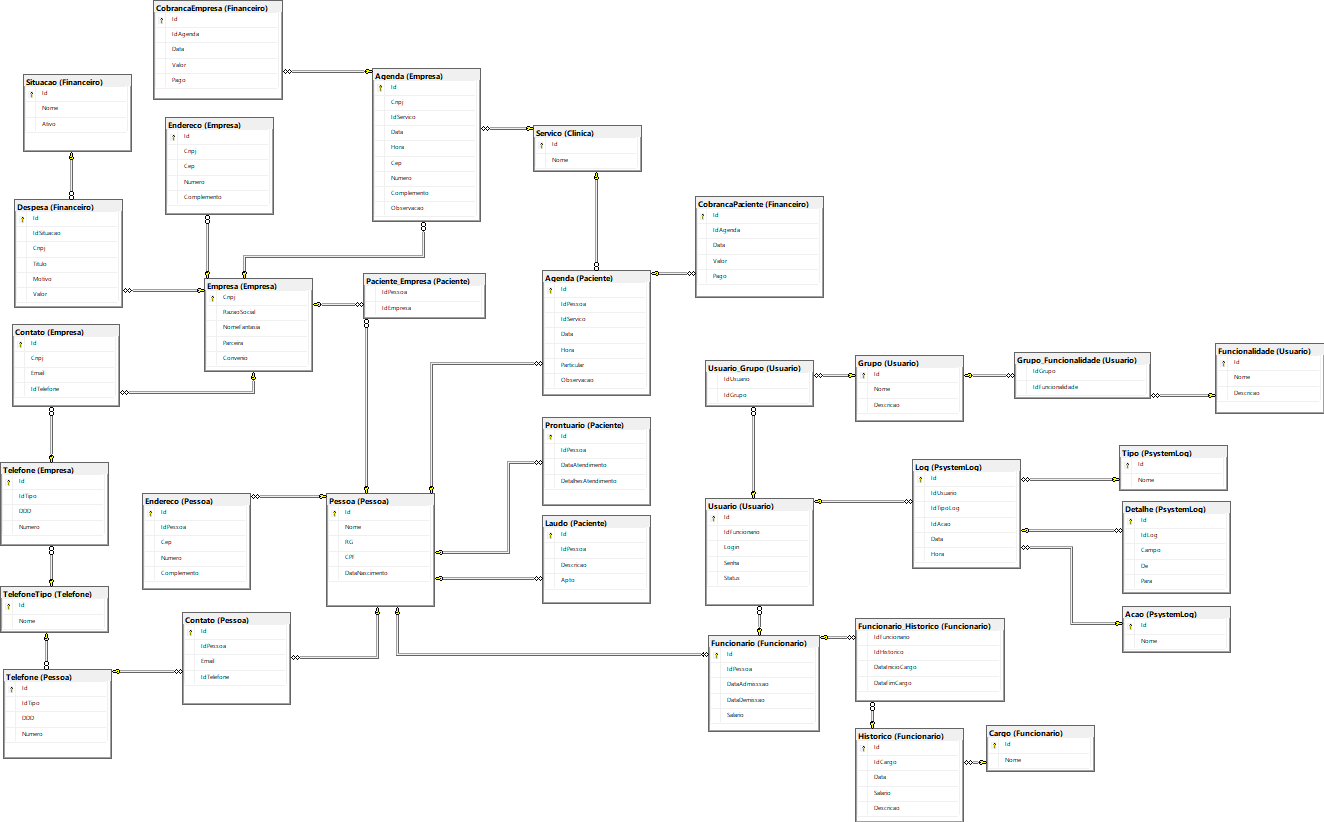 CobrancaEmpresa (Financeiro)
Id
IdAgenda
Data
Valor
Pago
Situacao (Financeiro)
Id
Nome
Ativo
Agenda (Empresa)
Id
Cnpj
IdServico
Data
Hora
Cep
Numero
Complemento
Observacao
Endereco (Empresa)
Id
Cnpj
Cep
Numero
Complemento
Servico (Clinica)
Id
Nome
Despesa (Financeiro)
Id
IdSituacao
Cnpj
Titulo
Motivo
Valor
CobrancaPaciente (Financeiro)
Id
IdAgenda
Data
Valor
Pago
Empresa (Empresa)
Cnpj
RazaoSocial
NomeFantasia
Parceira
Convenio
Paciente_Empresa (Paciente)
IdPessoa
IdEmpresa
Agenda (Paciente)
Id
IdPessoa
IdServico
Data
Hora
Particular
Observacao
Contato (Empresa)
Id
Cnpj
Email
IdTelefone
Usuario_Grupo (Usuario)
IdUsuario
IdGrupo
Grupo (Usuario)
Id
Nome
Descricao
Grupo_Funcionalidade (Usuario)
IdGrupo
IdFuncionalidade
Funcionalidade (Usuario)
Id
Nome
Descricao
Prontuario (Paciente)
Id
IdPessoa
DataAtendimento
DetalhesAtendimento
Telefone (Empresa)
Id
IdTipo
DDD
Numero
Endereco (Pessoa)
Id
IdPessoa
Cep
Numero
Complemento
Pessoa (Pessoa)
Id
Nome
RG
CPF
DataNascimento
Laudo (Paciente)
Id
IdPessoa
Descricao
Apto
Usuario (Usuario)
Id
IdFuncionario
Login
Senha
Status
Log (PsystemLog)
Id
IdUsuario
IdTipoLog
IdAcao
Data
Hora
Tipo (PsystemLog)
Id
Nome
Detalhe (PsystemLog)
Id
IdLog
Campo
De
Para
Acao (PsystemLog)
Id
Nome
TelefoneTipo (Telefone)
Id
Nome
Contato (Pessoa)
Id
IdPessoa
Email
IdTelefone
Telefone (Pessoa)
Id
IdTipo
DDD
Numero
Funcionario (Funcionario)
Id
IdPessoa
DataAdmissao
DataDemissao
Salario
Funcionario_Historico (Funcionario)
IdFuncionario
IdHistorico
DataInicioCargo
DataFimCargo
Historico (Funcionario)
Id
IdCargo
Data
Salario
Descricao
Cargo (Funcionario)
Id
Nome